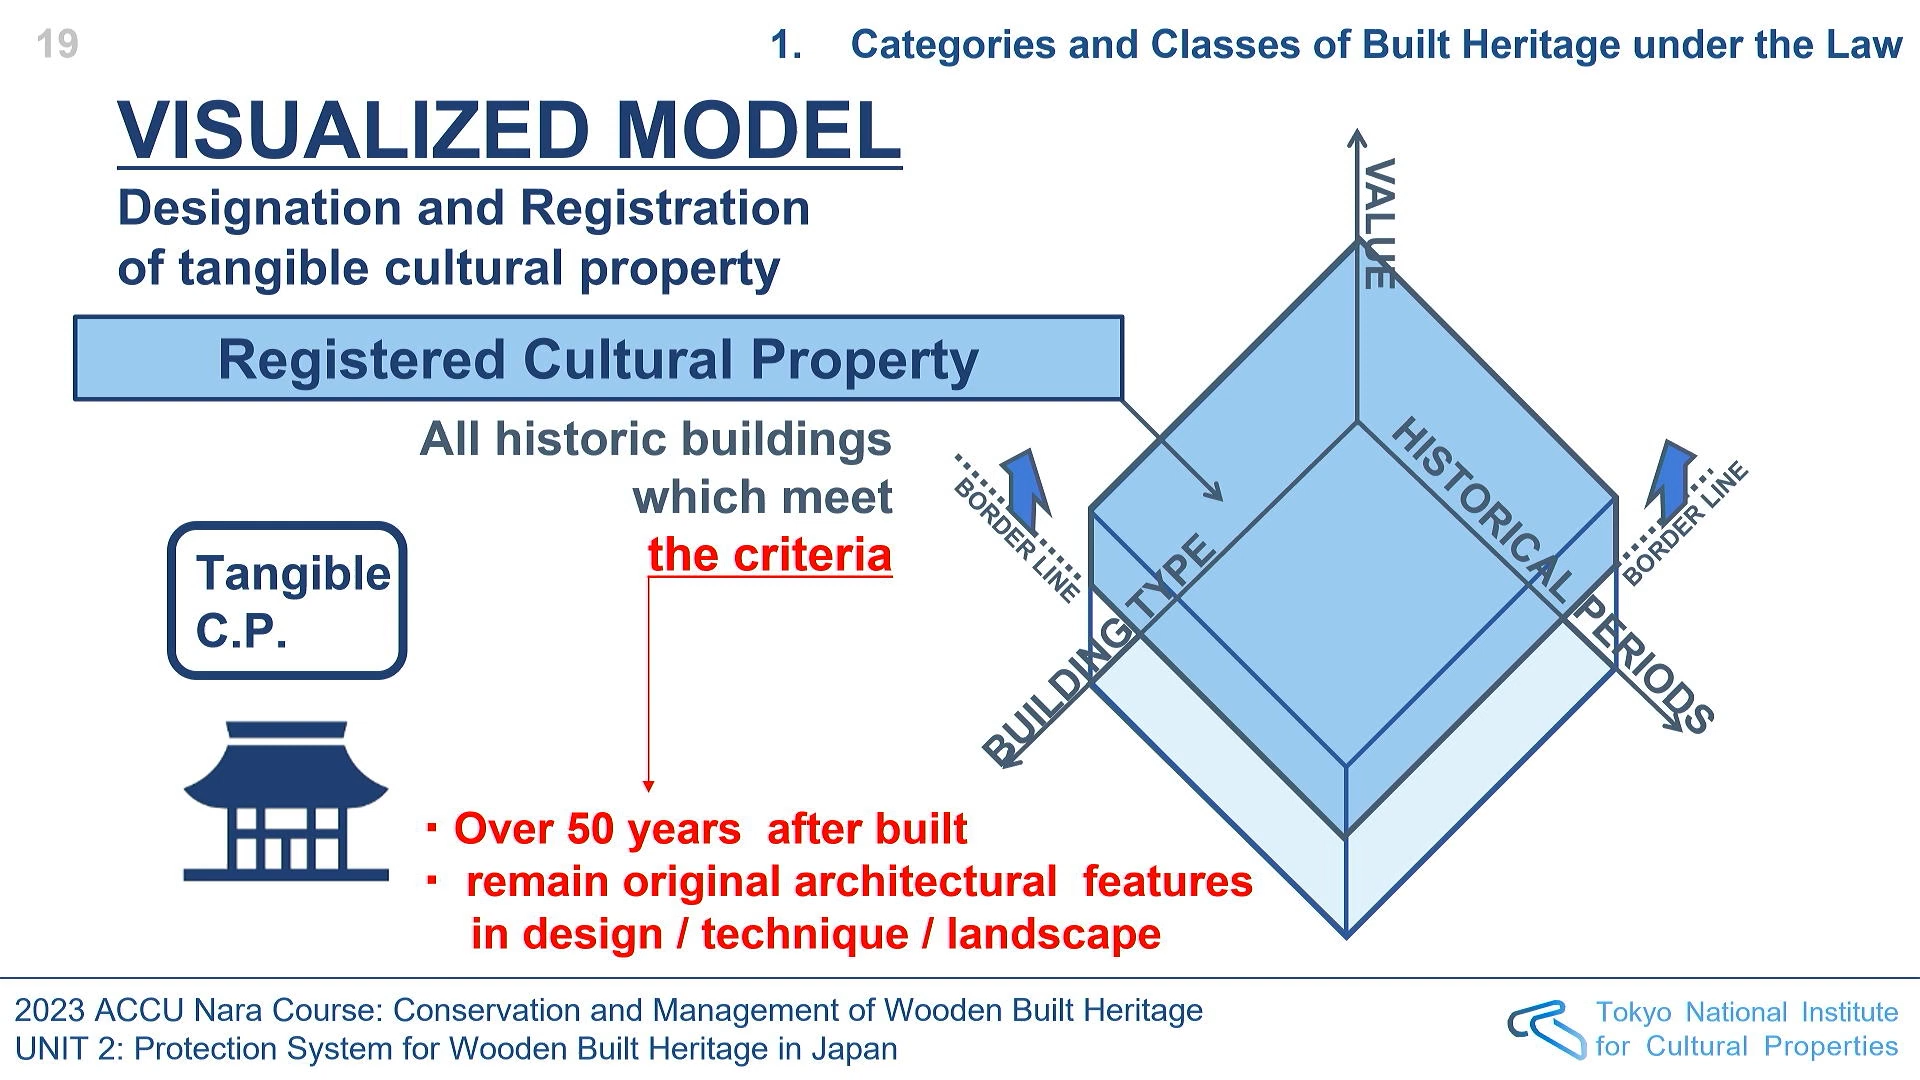 19
1. Categories and Classes of Built Heritage under the Law
VISUALIZED MODEL
Designation and Registration
of tangible cultural property
Registered Cultural Property
All historic buildings
which meet
the criteria
Tangible
C.P.
・Over 50 years after built
・ remain original architectural features
in design / technique / landscape
VALUE
HISTORICAL PERIODS
BUILDING TYPE
BORDER LINE
BORDER LINE
2023 ACCU Nara Course: Conservation and Management of Wooden Built Heritage
UNIT 2: Protection System for Wooden Built Heritage in Japan
Tokyo National Institute
for Cultural Properties